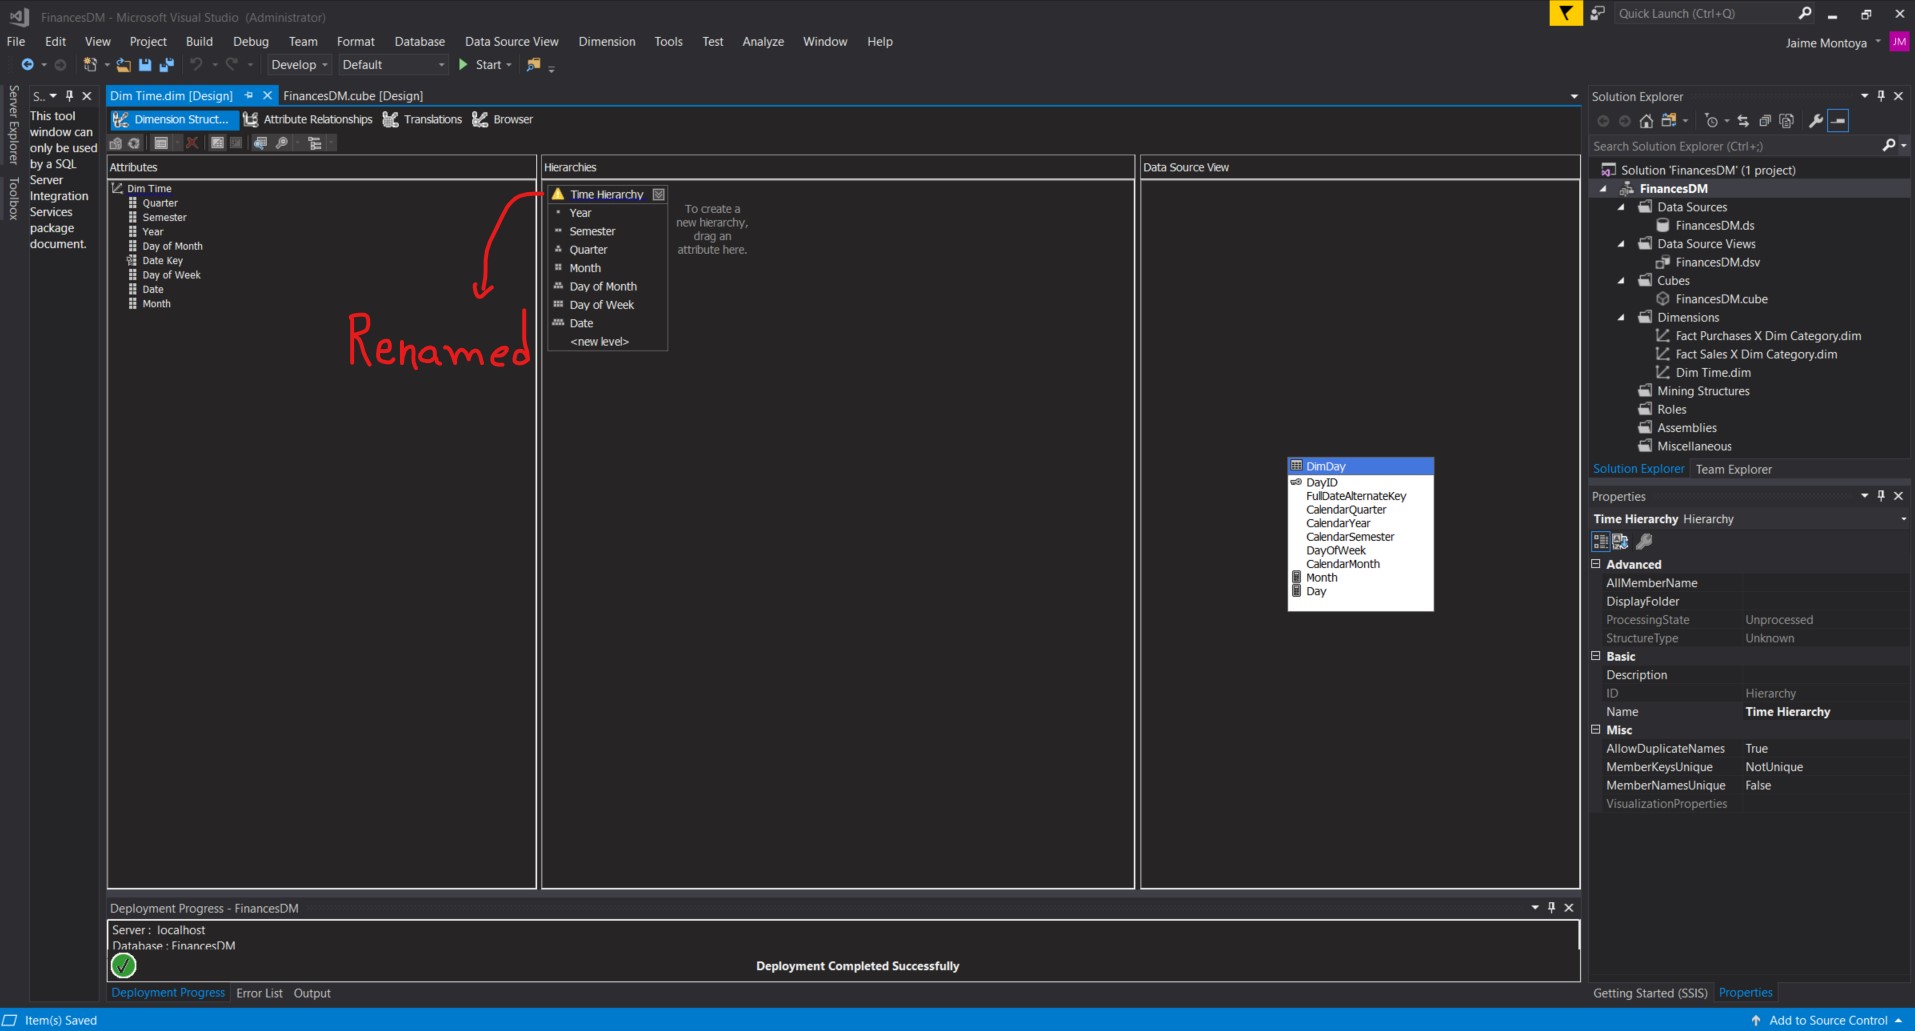 FinancesDM - Microsoft Visual Studio (Administrator)
Quick Launch (Ctrl+Q)
File Edit View Project Build Debug Team Format Database Data Source View Dimension Tools Test Analyze Window Help
Jaime Montoya JM
Develop Default Start
Server Explorer
Toolbox
S..
This tool
window can
only be used
by a SQL
Server
Integration
Services
package
document.
Dim Time.dim [Design] FinancesDM.cube [Design]
Dimension Struct... Attribute Relationships Translations Browser
Attributes
Dim Time
Quarter
Semester
Year
Day of Month
Date Key
Day of Week
Date
Month
Renamed
Hierarchies
Time Hierarchy
Year
Semester
Quarter
Month
Day of Month
Day of Week
Date
<new level>
To create a
new hierarchy,
drag an
attribute here.
Data Source View
DimDay
DayID
FullDateAlternateKey
CalendarQuarter
CalendarYear
CalendarSemester
DayOfWeek
CalendarMonth
Month
Day
Deployment Progress - FinancesDM
Server : localhost
Database : FinancesDM
Deployment Completed Successfully
Deployment Progress Error List Output
Solution Explorer
Search Solution Explorer (Ctrl+;)
Solution 'FinancesDM' (1 project)
FinancesDM
Data Sources
FinancesDM.ds
Data Source Views
FinancesDM.dsv
Cubes
FinancesDM.cube
Dimensions
Fact Purchases X Dim Category.dim
Fact Sales X Dim Category.dim
Dim Time.dim
Mining Structures
Roles
Assemblies
Miscellaneous
Solution Explorer Team Explorer
Properties
Time Hierarchy Hierarchy
Advanced
AllMemberName
DisplayFolder
ProcessingState Unprocessed
StructureType Unknown
Basic
Description
ID Hierarchy
Name Time Hierarchy
Misc
AllowDuplicateNames True
MemberKeysUnique NotUnique
MemberNamesUnique False
VisualizationProperties
Getting Started (SSIS) Properties
Item(s) Saved
Add to Source Control